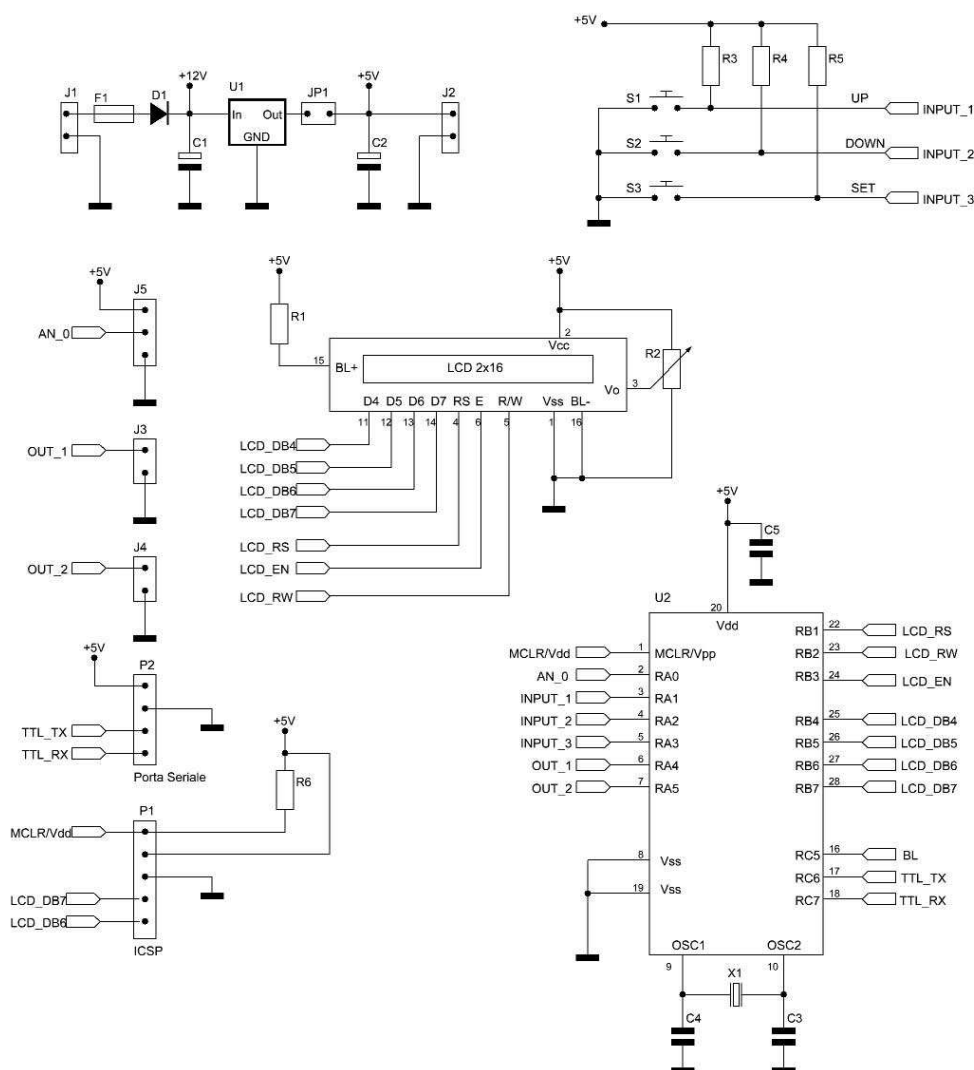 J1
F1
D1
+12V
C1
U1
In
Out
GND
JP1
+5V
C2
J2
+5V
R3
R4
R5
S1
UP
INPUT_1
S2
DOWN
INPUT_2
S3
SET
INPUT_3
+5V
J5
AN_0
J3
OUT_1
J4
OUT_2
+5V
P2
TTL_TX
TTL_RX
Porta Seriale
+5V
R6
P1
MCLR/Vdd
LCD_DB7
LCD_DB6
ICSP
+5V
R1
15
BL+
LCD 2x16
+5V
2
Vcc
Vo
3
R2
D4 D5 D6 D7 RS E R/W Vss BL-
11 12 13 14 4 6 5 1 16
LCD_DB4
LCD_DB5
LCD_DB6
LCD_DB7
LCD_RS
LCD_EN
LCD_RW
+5V
C5
U2
20
Vdd
MCLR/Vdd 1 MCLR/Vpp
AN_0 2 RA0
INPUT_1 3 RA1
INPUT_2 4 RA2
INPUT_3 5 RA3
OUT_1 6 RA4
OUT_2 7 RA5
8 Vss
19 Vss
RB1 22 LCD_RS
RB2 23 LCD_RW
RB3 24 LCD_EN
RB4 25 LCD_DB4
RB5 26 LCD_DB5
RB6 27 LCD_DB6
RB7 28 LCD_DB7
RC5 16 BL
RC6 17 TTL_TX
RC7 18 TTL_RX
OSC1 OSC2
9 10
X1
C4 C3